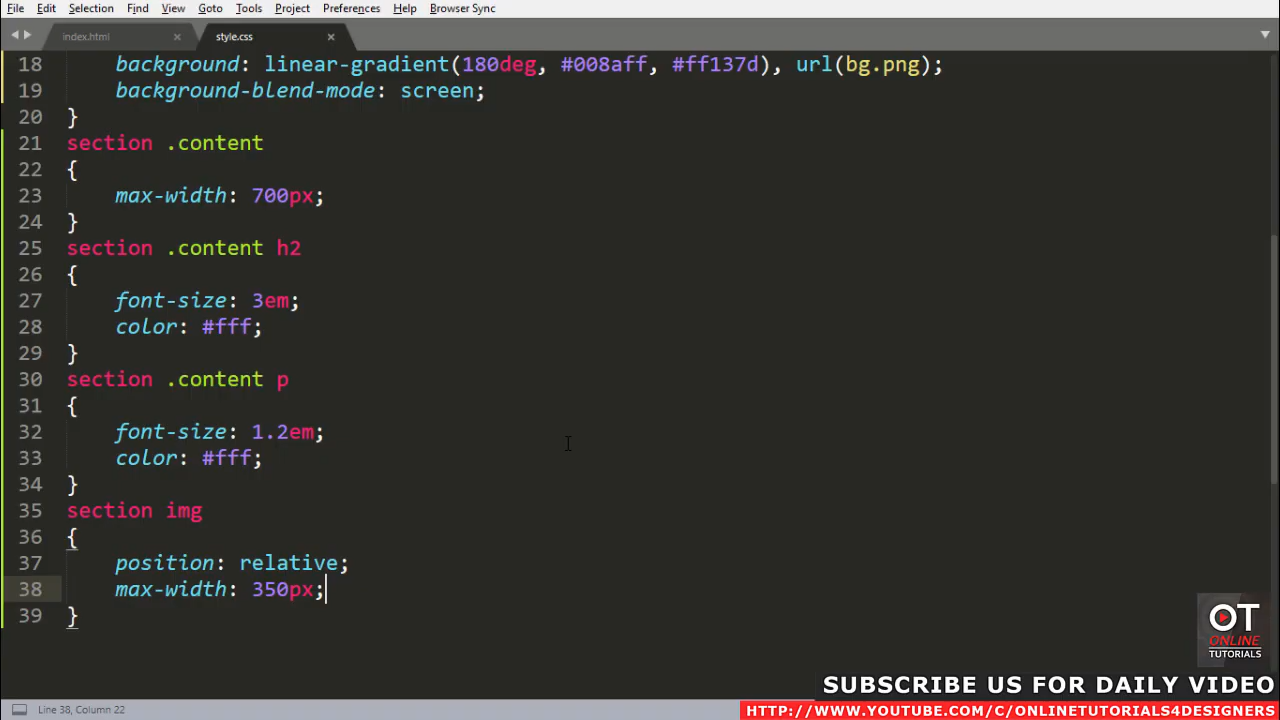 File Edit Selection Find View Goto Tools Project Preferences Help Browser Sync
index.html style.css
18 background: linear-gradient(180deg, #008aff, #ff137d), url(bg.png);
19 background-blend-mode: screen;
20 }
21 section .content
22 {
23 max-width: 700px;
24 }
25 section .content h2
26 {
27 font-size: 3em;
28 color: #fff;
29 }
30 section .content p
31 {
32 font-size: 1.2em;
33 color: #fff;
34 }
35 section img
36 {
37 position: relative;
38 max-width: 350px;
39 }
OT
ONLINE
TUTORIALS
SUBSCRIBE US FOR DAILY VIDEO
Line 38, Column 22
HTTP://WWW.YOUTUBE.COM/C/ONLINETUTORIALS4DESIGNERS